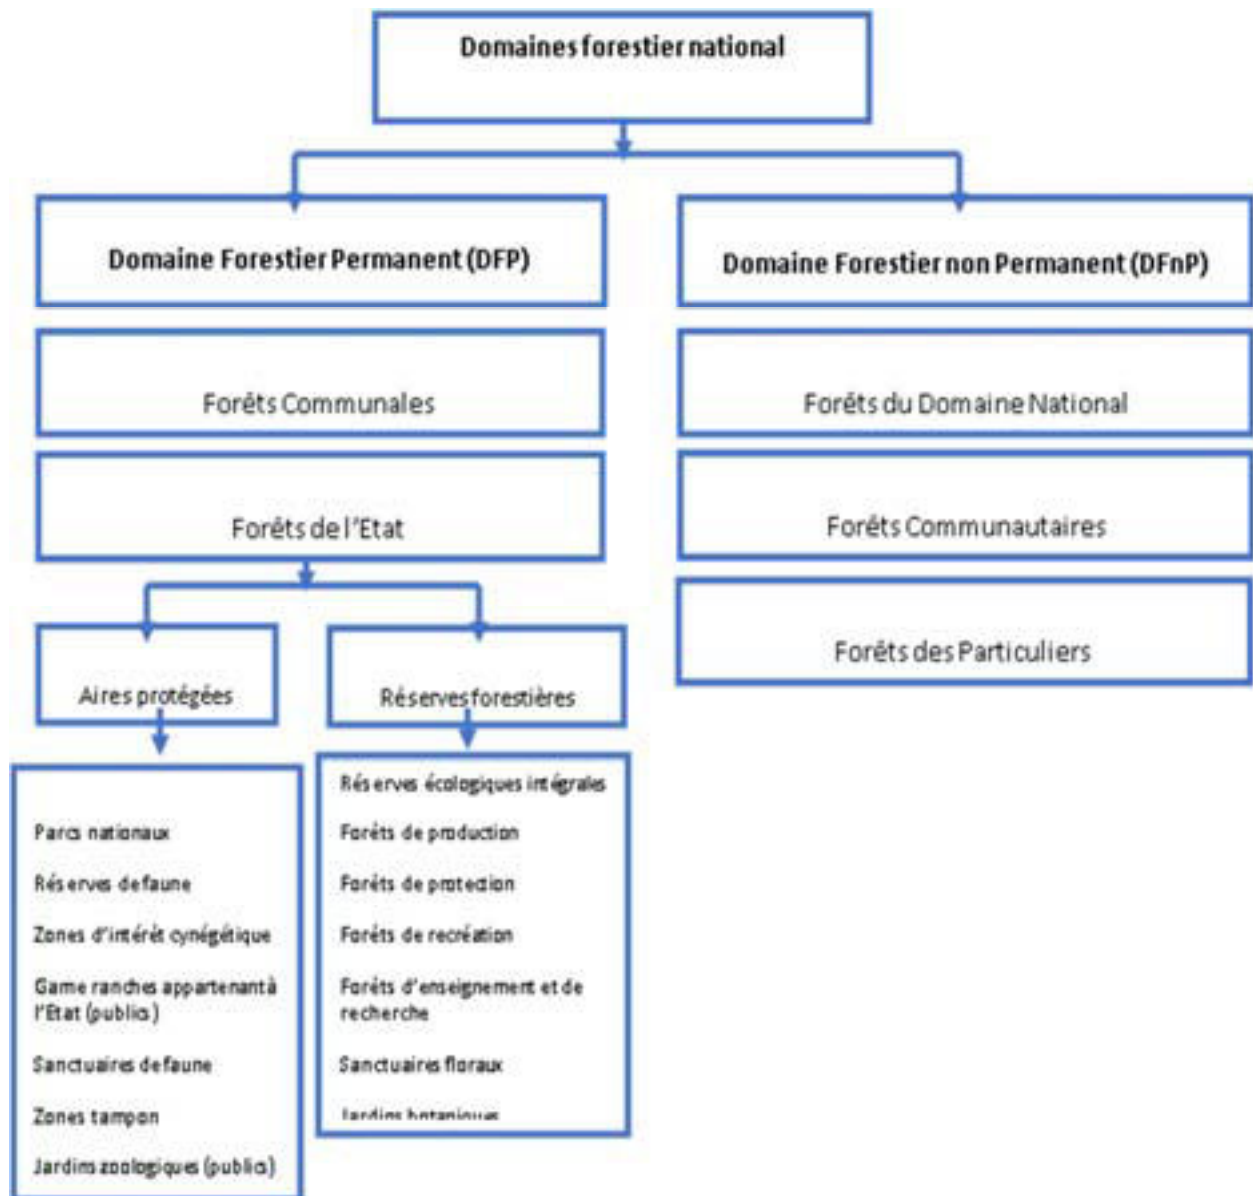 Domaines forestier national
Domaine Forestier Permanent (DFP)
Domaine Forestier non Permanent (DFnP)
Forêts Communales
Forêts du Domaine National
Forêts de l'Etat
Forêts Communautaires
Forêts des Particuliers
Aires protégées
Réserves forestières
Parcs nationaux
Réserves de faune
Zones d'intérêt cynégétique
Game ranches appartenant à
l'Etat (publics)
Sanctuaires de faune
Zones tampon
Jardins zoologiques (publics)
Réserves écologiques intégrales
Forêts de production
Forêts de protection
Forêts de recréation
Forêts d'enseignement et de
recherche
Sanctuaires floraux
Jardins botaniques